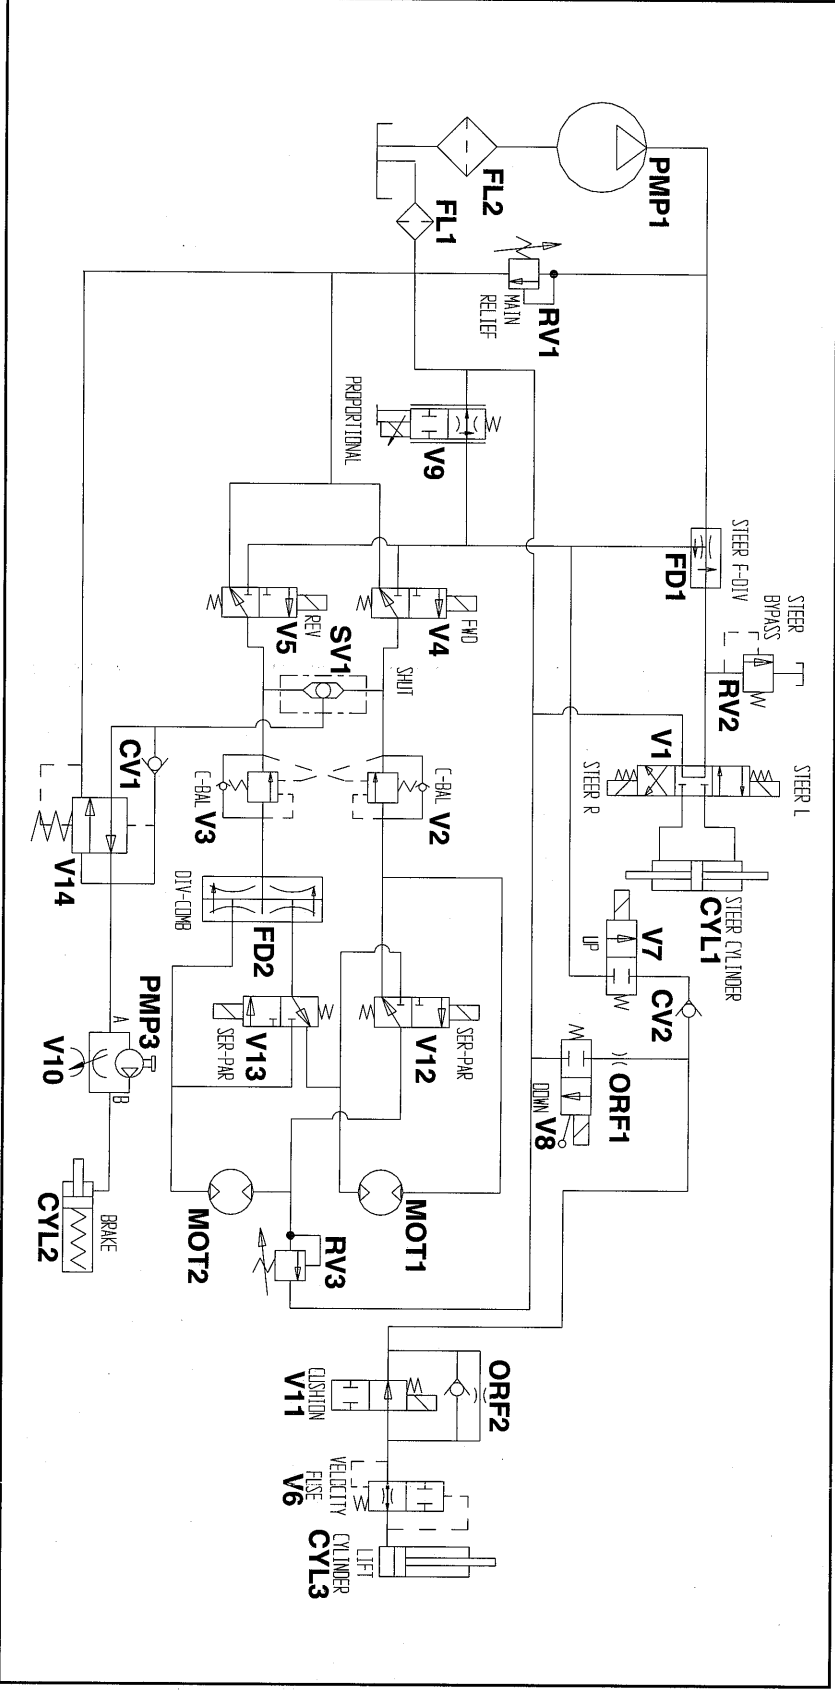 PMP1
FL2
FL1
MAIN
RELIEF
RV1
PROPORTIONAL
V9
STEER F-DIV
FD1
STEER
BYPASS
RV2
REV
V5
FWD
V4
SV1
SHUT
V1
STEER R
STEER L
STEER CYLINDER
CYL1
CV1
V14
C-BAL
V3
C-BAL
V2
DIV-COMB
FD2
UP
V7
CV2
SER-PAR
V13
SER-PAR
V12
ORF1
DOWN
V8
PMP3
A
B
V10
BRAKE
CYL2
MOT2
MOT1
RV3
CUSHION
V11
ORF2
VELOCITY
FUSE
V6
LIFT
CYLINDER
CYL3